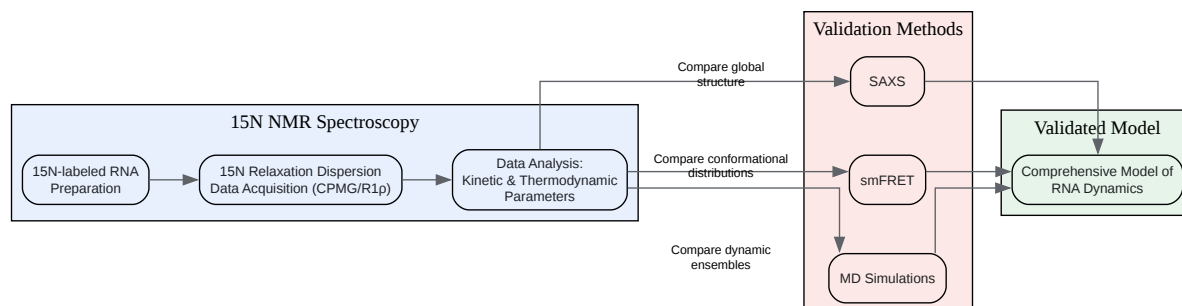 15N NMR Spectroscopy
15N-labeled RNA
Preparation
15N Relaxation Dispersion
Data Acquisition (CPMG/R1ρ)
Data Analysis:
Kinetic & Thermodynamic
Parameters
Compare global
structure
Compare conformational
distributions
Compare dynamic
ensembles
Validation Methods
SAXS
smFRET
MD Simulations
Validated Model
Comprehensive Model of
RNA Dynamics